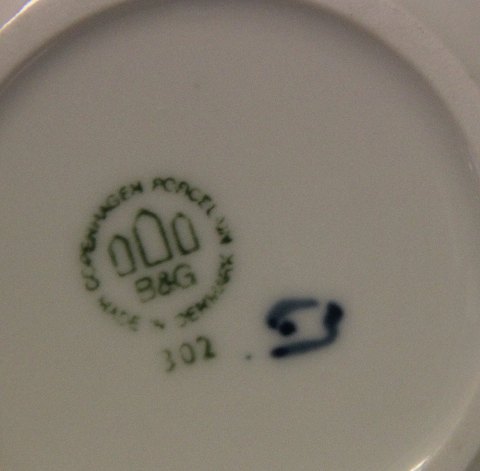 COPENHAGEN PORCELAIN
B&G
MADE IN DENMARK
302